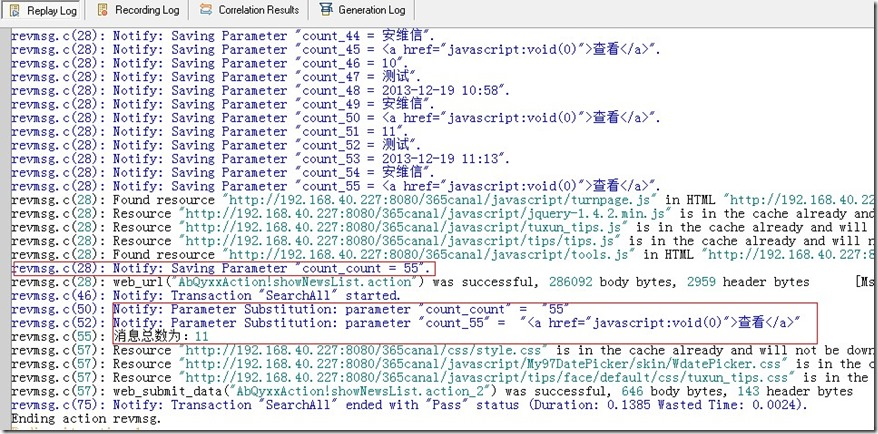 Replay Log Recording Log Correlation Results Generation Log
revmsg.c(28): Notify: Saving Parameter "count_44 = 安维信".
revmsg.c(28): Notify: Saving Parameter "count_45 = <a href="javascript:void(0)">查看</a>".
revmsg.c(28): Notify: Saving Parameter "count_46 = 10".
revmsg.c(28): Notify: Saving Parameter "count_47 = 测试".
revmsg.c(28): Notify: Saving Parameter "count_48 = 2013-12-19 10:58".
revmsg.c(28): Notify: Saving Parameter "count_49 = 安维信".
revmsg.c(28): Notify: Saving Parameter "count_50 = <a href="javascript:void(0)">查看</a>".
revmsg.c(28): Notify: Saving Parameter "count_51 = 11".
revmsg.c(28): Notify: Saving Parameter "count_52 = 测试".
revmsg.c(28): Notify: Saving Parameter "count_53 = 2013-12-19 11:13".
revmsg.c(28): Notify: Saving Parameter "count_54 = 安维信".
revmsg.c(28): Notify: Saving Parameter "count_55 = <a href="javascript:void(0)">查看</a>".
revmsg.c(28): Found resource "http://192.168.40.227:8080/365canal/javascript/turnpage.js" in HTML "http://192.168.40.22
revmsg.c(28): Resource "http://192.168.40.227:8080/365canal/javascript/jquery-1.4.2.min.js" is in the cache already and
revmsg.c(28): Resource "http://192.168.40.227:8080/365canal/javascript/tuxun_tips.js" is in the cache already and will
revmsg.c(28): Resource "http://192.168.40.227:8080/365canal/javascript/tips/tips.js" is in the cache already and will n
revmsg.c(28): Found resource "http://192.168.40.227:8080/365canal/javascript/tools.js" in HTML "http://192.168.40.227:8
revmsg.c(28): Notify: Saving Parameter "count_count = 55".
revmsg.c(28): web_url("AbQyxxAction!showNewsList.action") was successful, 286092 body bytes, 2959 header bytes [Ms
revmsg.c(46): Notify: Transaction "SearchAll" started.
revmsg.c(50): Notify: Parameter Substitution: parameter "count_count" = "55"
revmsg.c(52): Notify: Parameter Substitution: parameter "count_55" = "<a href="javascript:void(0)">查看</a>"
revmsg.c(55): 消息总数为：11
revmsg.c(57): Resource "http://192.168.40.227:8080/365canal/css/style.css" is in the cache already and will not be down
revmsg.c(57): Resource "http://192.168.40.227:8080/365canal/javascript/My97DatePicker/skin/WdatePicker.css" is in the c
revmsg.c(57): Resource "http://192.168.40.227:8080/365canal/javascript/tips/face/default/css/tuxun_tips.css" is in the
revmsg.c(57): web_submit_data("AbQyxxAction!showNewsList.action_2") was successful, 646 body bytes, 143 header bytes
revmsg.c(75): Notify: Transaction "SearchAll" ended with "Pass" status (Duration: 0.1385 Wasted Time: 0.0024).
Ending action revmsg.